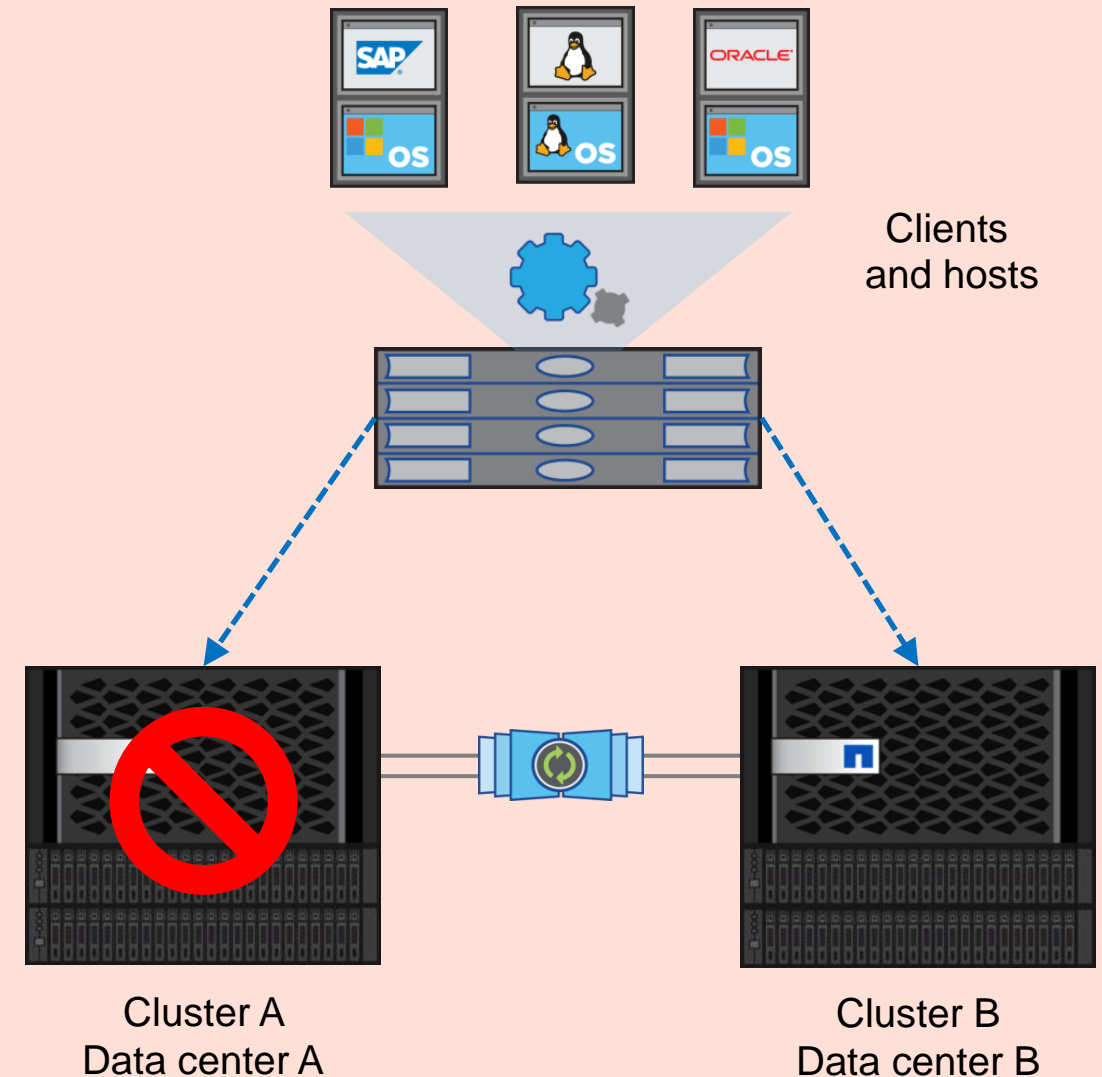 SAP
ORACLE
OS
OS
OS
Clients
and hosts
Cluster A
Data center A
Cluster B
Data center B